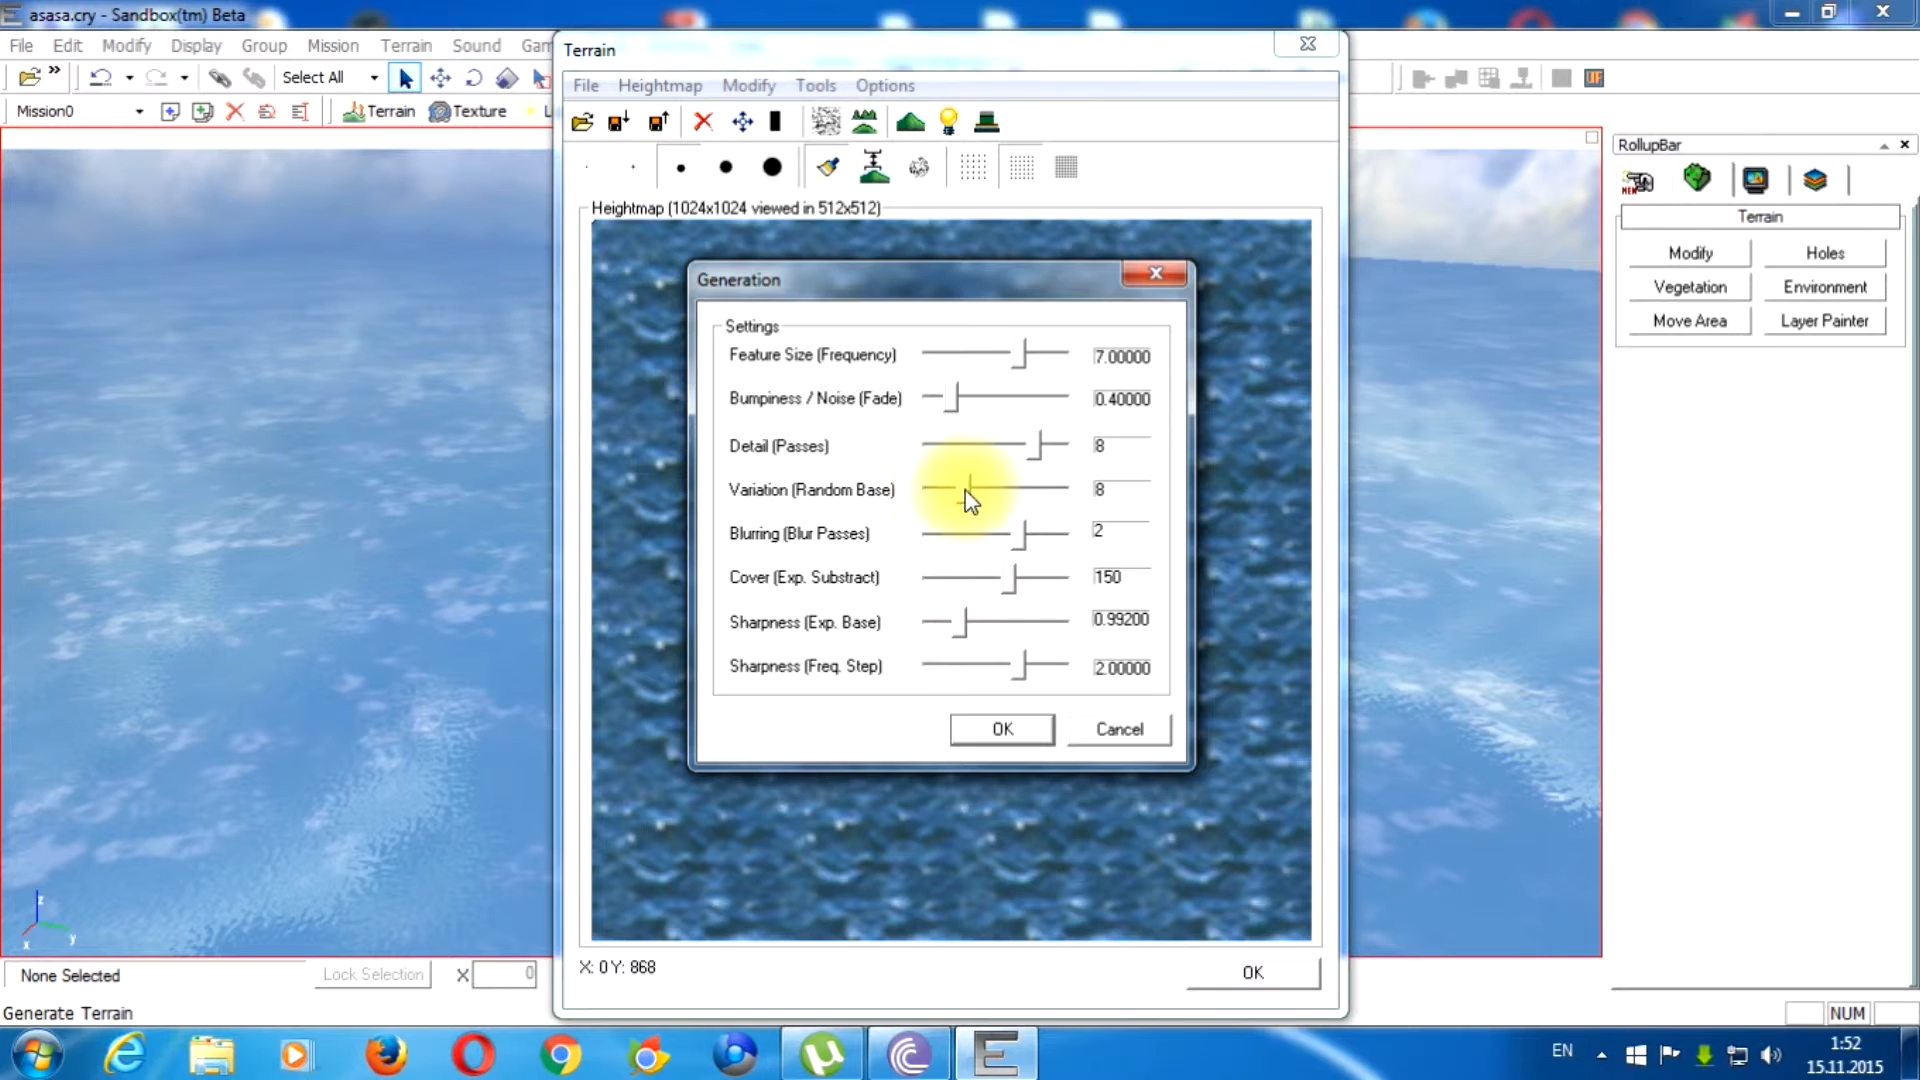 asasa.cry - Sandbox(tm) Beta
File Edit Modify Display Group Mission Terrain Sound Gam
Select All
Mission0
Terrain Texture L
Terrain
File Heightmap Modify Tools Options
Heightmap (1024x1024 viewed in 512x512)
Generation
Settings
Feature Size (Frequency) 7.00000
Bumpiness / Noise (Fade) 0.40000
Detail (Passes) 8
Variation (Random Base) 8
Blurring (Blur Passes) 2
Cover (Exp. Substract) 150
Sharpness (Exp. Base) 0.99200
Sharpness (Freq. Step) 2.00000
OK Cancel
X: 0 Y: 868
OK
UF
RollupBar
NEW
Terrain
Modify Holes
Vegetation Environment
Move Area Layer Painter
z
x y
None Selected Lock Selection X 0
Generate Terrain
NUM
EN
1:52
15.11.2015